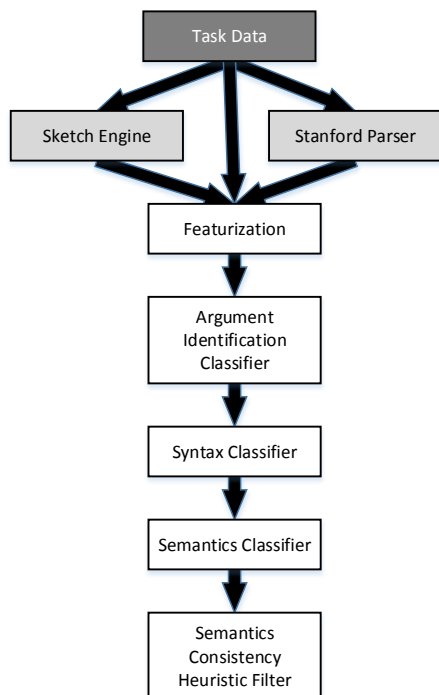 Task Data
Sketch Engine
Stanford Parser
Featurization
Argument
Identification
Classifier
Syntax Classifier
Semantics Classifier
Semantics
Consistency
Heuristic Filter